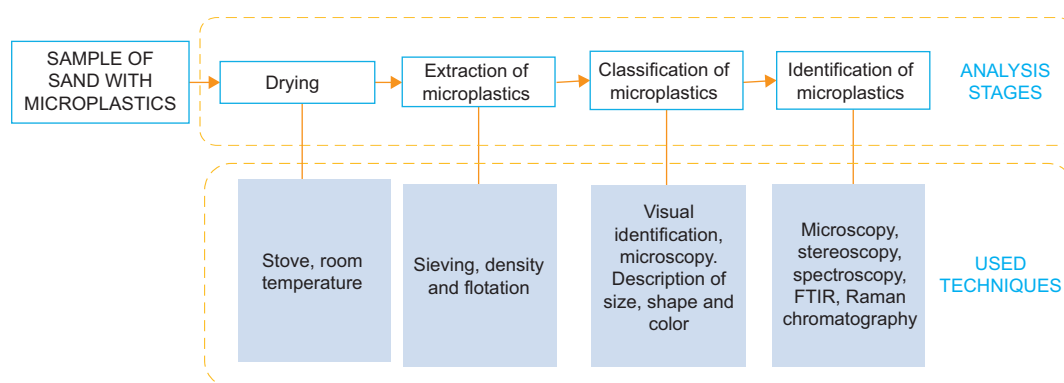 SAMPLE OF
SAND WITH
MICROPLASTICS
Drying
Extraction of
microplastics
Classification of
microplastics
Identification of
microplastics
ANALYSIS
STAGES
Stove, room
temperature
Sieving, density
and flotation
Visual
identification,
microscopy.
Description of
size, shape and
color
Microscopy,
stereoscopy,
spectroscopy,
FTIR, Raman
chromatography
USED
TECHNIQUES